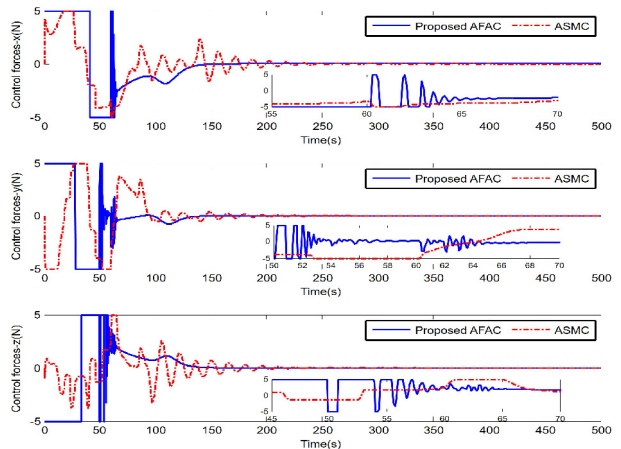 Control forces-x(N)
5
0
-5
Proposed AFAC ASMC
5
0
-5
55 60 65 70
0 50 100 150 200 250 300 350 400 450 500
Time(s)
Control forces-y(N)
5
0
-5
Proposed AFAC ASMC
5
0
-5
50 52 54 56 58 60 62 64 66 68 70
0 50 100 150 200 250 300 350 400 450 500
Time(s)
Control forces-z(N)
5
0
-5
Proposed AFAC ASMC
5
0
-5
45 50 55 60 65 70
0 50 100 150 200 250 300 350 400 450 500
Time(s)